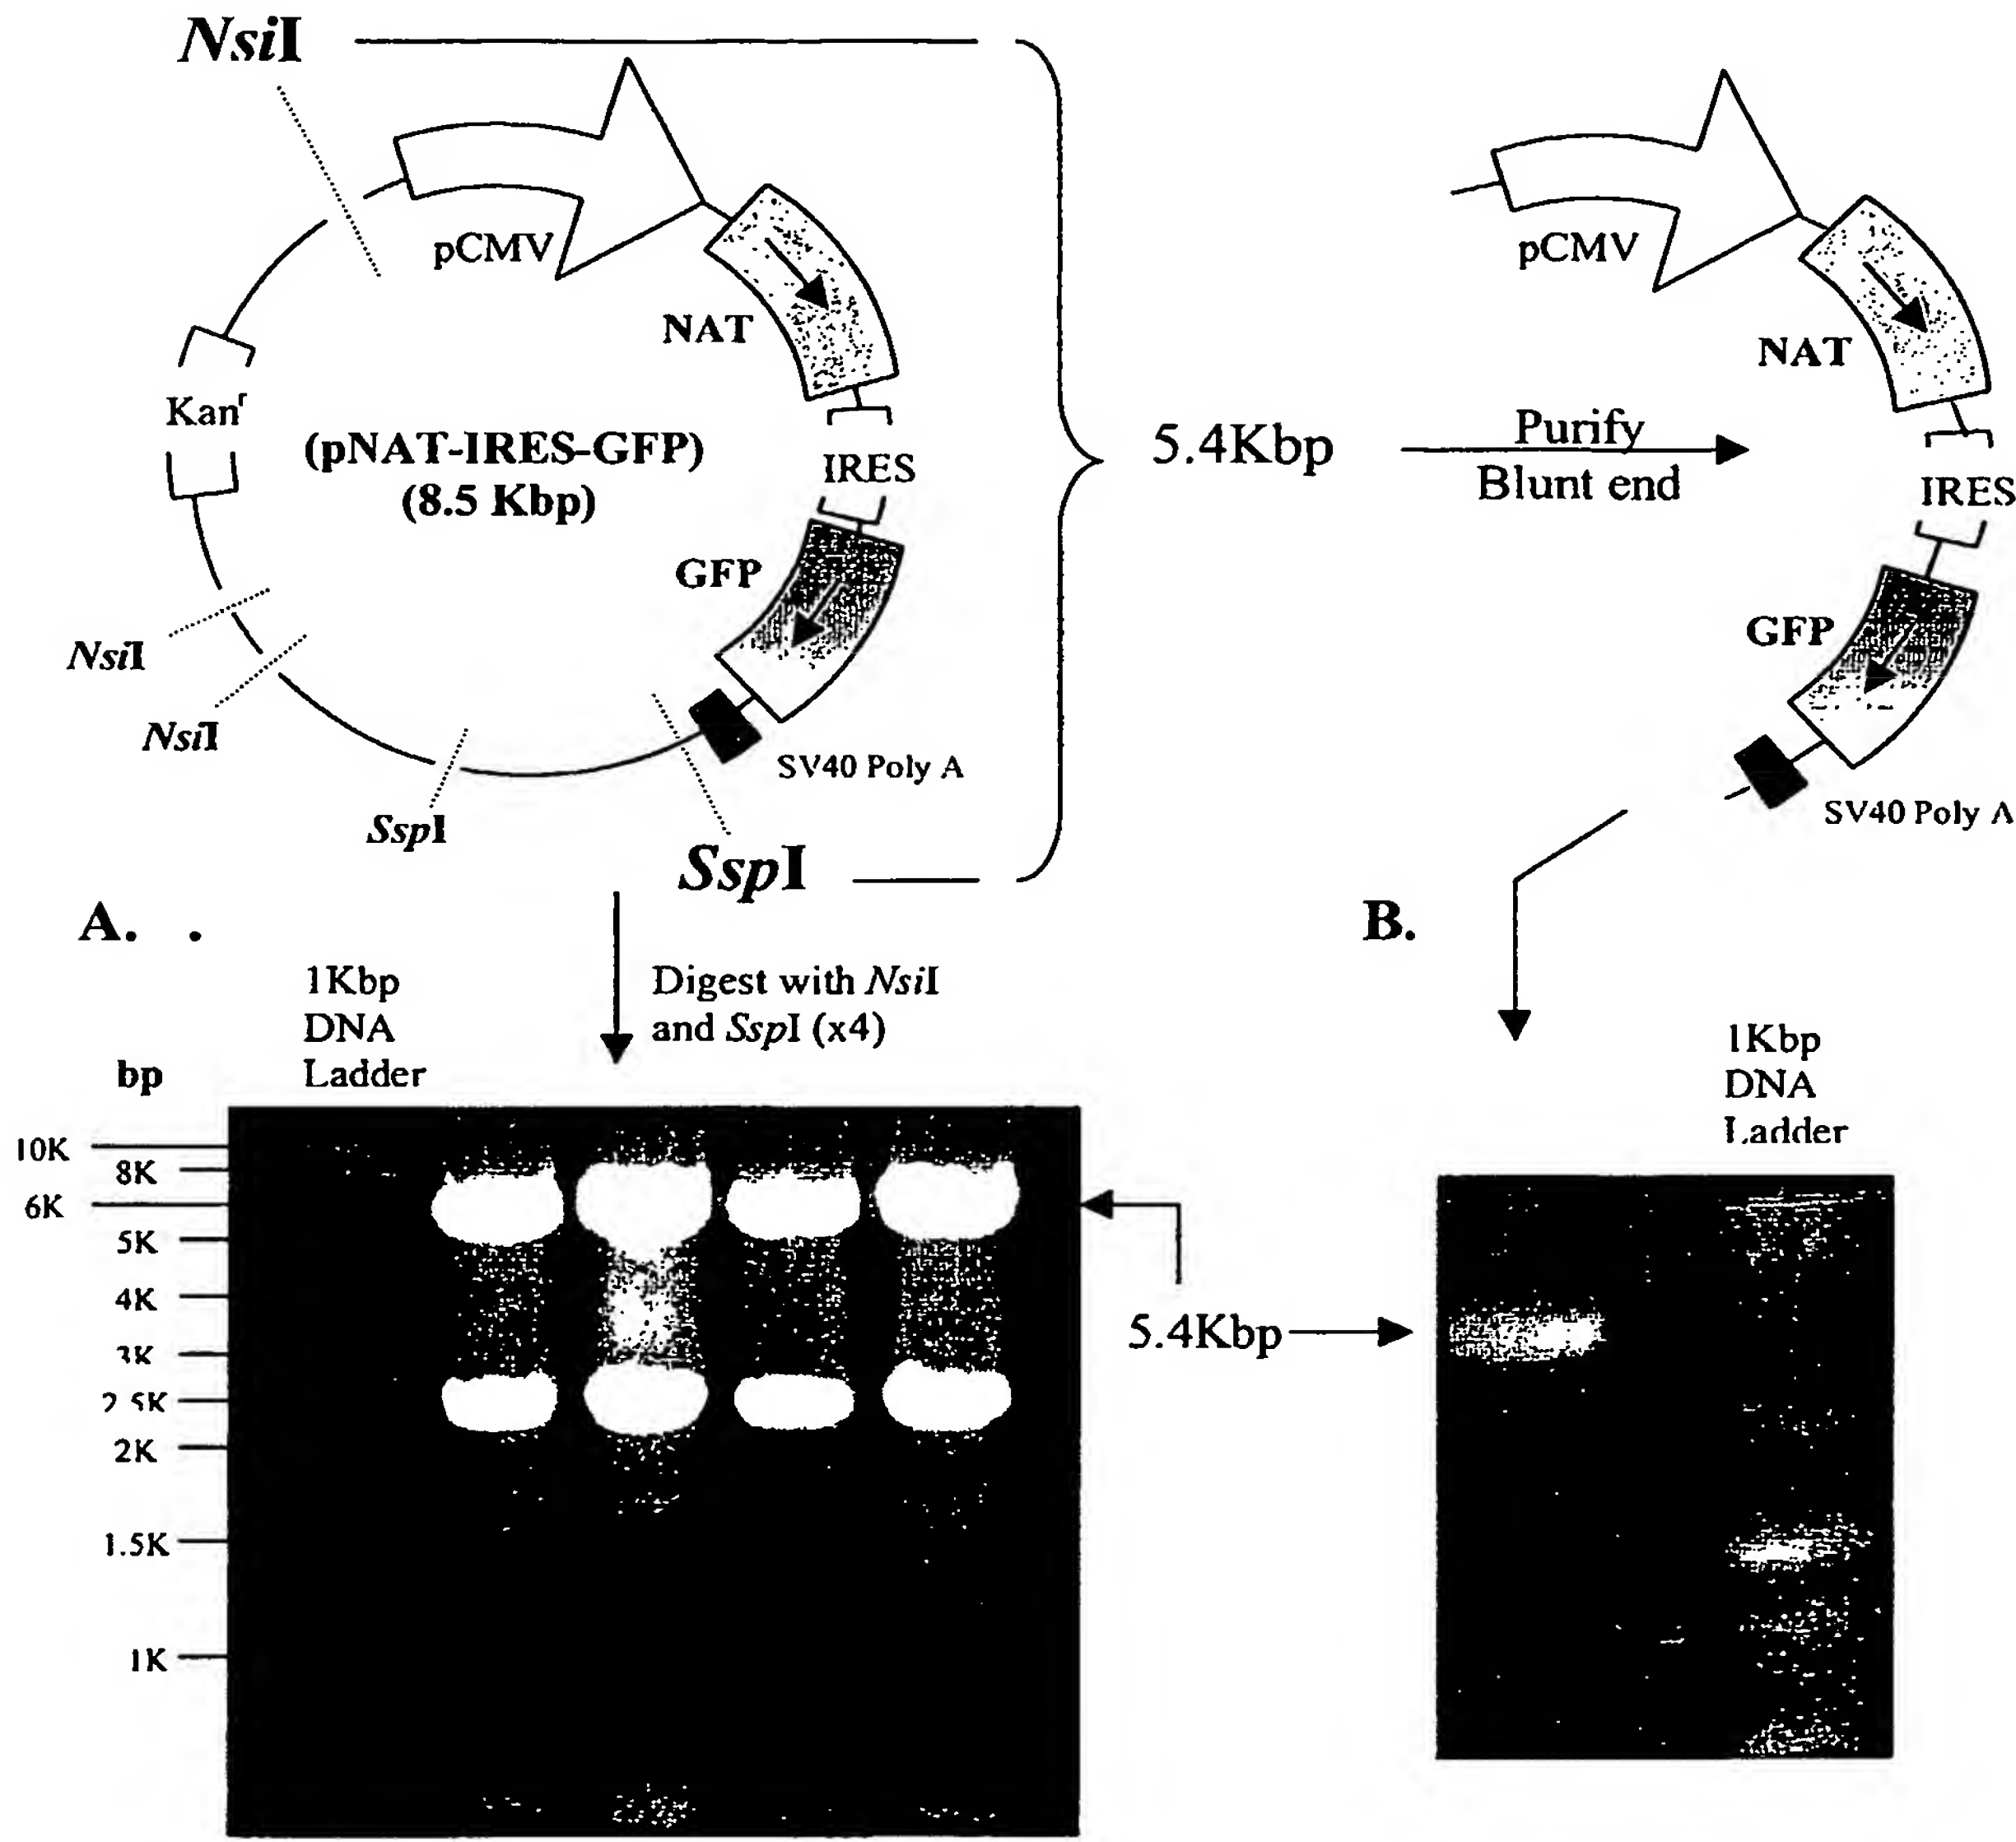 NsiI
pCMV
NAT
Kanʳ
(pNAT-IRES-GFP)
(8.5 Kbp)
IRES
GFP
NsiI
NsiI
SspI
SspI
SV40 Poly A
5.4Kbp
Purify
Blunt end
pCMV
NAT
IRES
GFP
SV40 Poly A
A. .
1Kbp
DNA
Ladder
Digest with NsiI
and SspI (x4)
bp
10K
8K
6K
5K
4K
3K
2.5K
2K
1.5K
1K
5.4Kbp
B.
1Kbp
DNA
Ladder